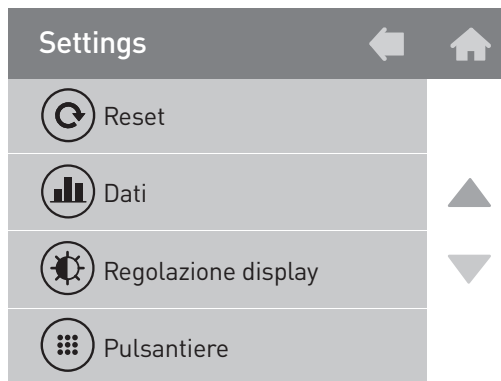 Settings
Reset
Dati
Regolazione display
Pulsantiere